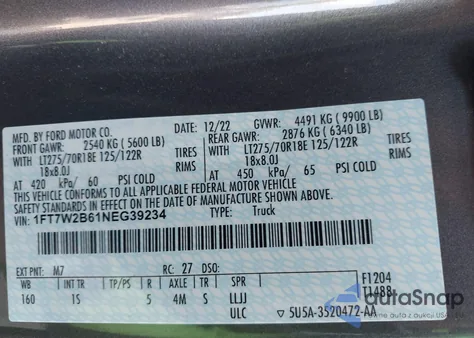 MFD. BY FORD MOTOR CO.
DATE: 12/22 GVWR: 4491 KG ( 9900 LB)
FRONT GAWR: 2540 KG ( 5600 LB) REAR GAWR: 2876 KG ( 6340 LB)
WITH LT275/70R18E 125/122R TIRES WITH LT275/70R18E 125/122R TIRES
18x8.0J RIMS 18x8.0J RIMS
AT 420 kPa/ 60 PSI COLD AT 450 kPa/ 65 PSI COLD
THIS VEHICLE CONFORMS TO ALL APPLICABLE FEDERAL MOTOR VEHICLE
SAFETY STANDARDS IN EFFECT ON THE DATE OF MANUFACTURE SHOWN ABOVE.
VIN: 1FT7W2B61NEG39234 TYPE: Truck
EXT PNT: M7 RC: 27 DSO:
WB INT TR TP/PS R AXLE TR SPR
160 1S 5 4M S LLJJ
ULC
F1204
T1488
5U5A-3520472-AA
autoSnap